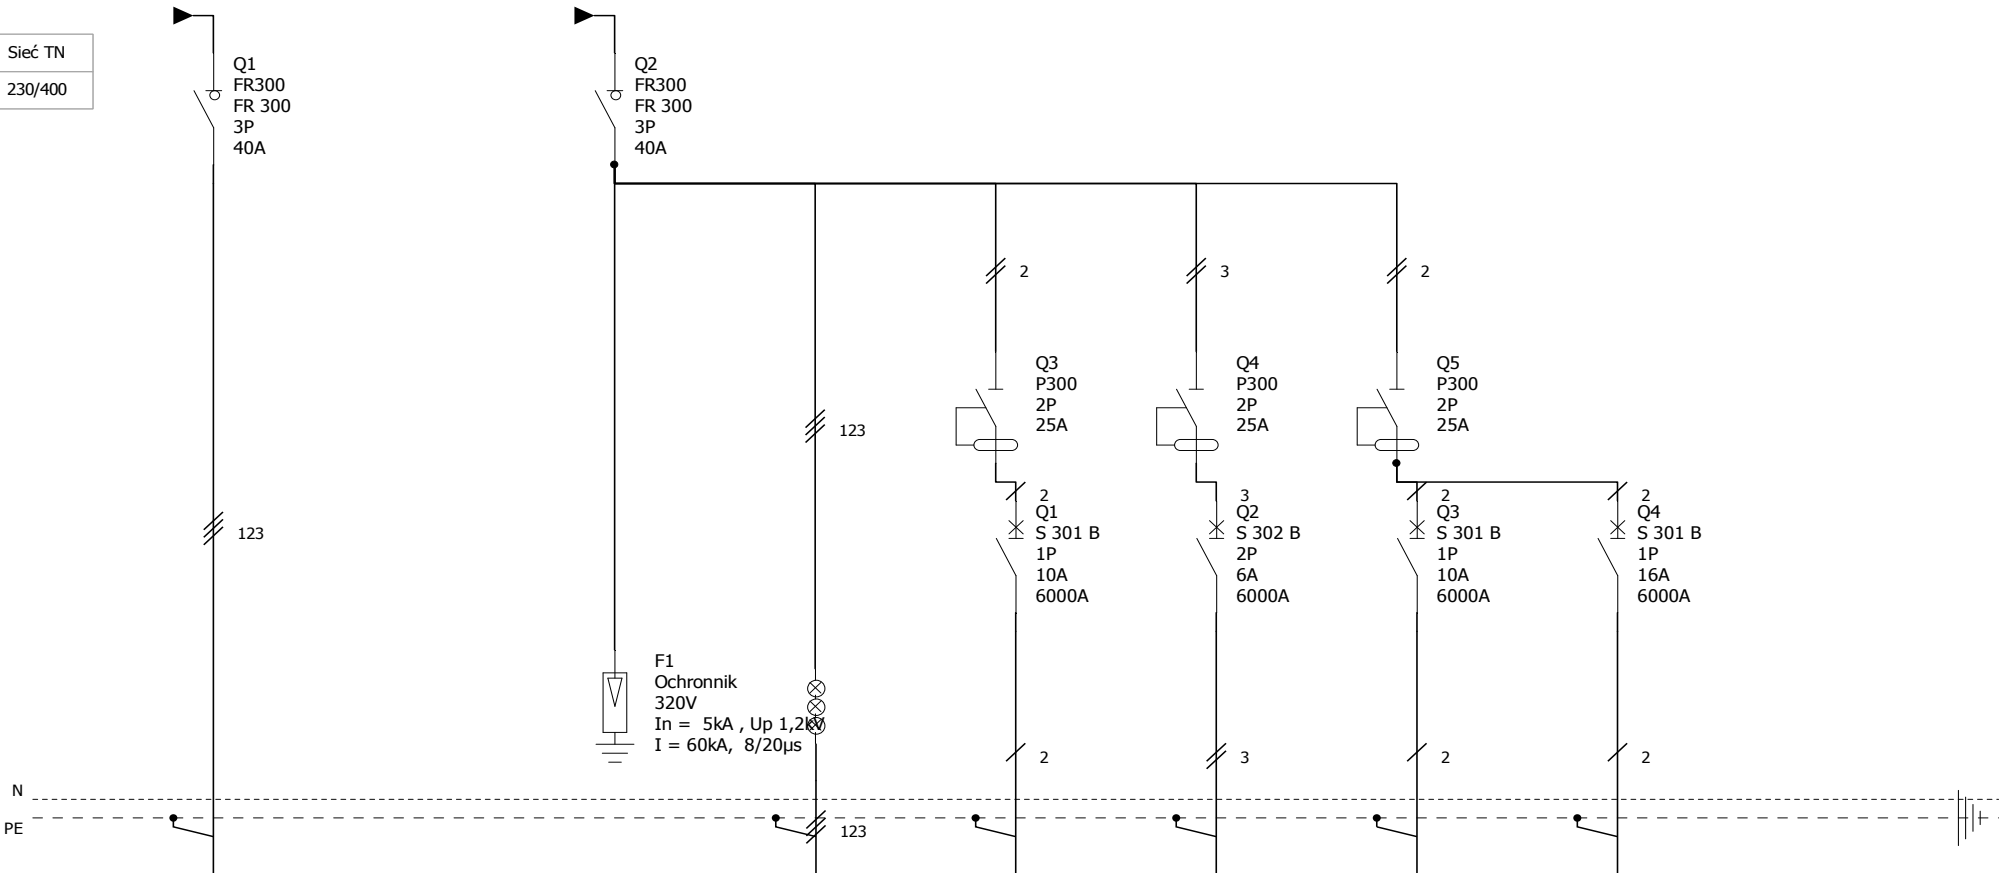 Sieć TN
230/400
Q1
FR300
FR 300
3P
40A
Q2
FR300
FR 300
3P
40A
2
3
2
Q3
P300
2P
25A
Q4
P300
2P
25A
Q5
P300
2P
25A
123
123
2
Q1
S 301 B
1P
10A
6000A
3
Q2
S 302 B
2P
6A
6000A
2
Q3
S 301 B
1P
10A
6000A
2
Q4
S 301 B
1P
16A
6000A
F1
Ochronnik
320V
In =  5kA , Up 1,2kV
I = 60kA,  8/20µs
2
3
2
2
N
PE
123